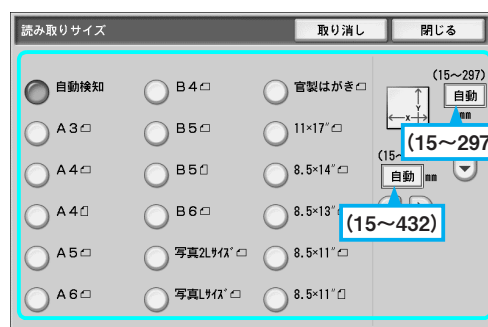 読み取りサイズ 取り消し 閉じる
自動検知 B4 官製はがき
A3 B5 11×17"
A4 B5 8.5×14"
A4 B6 8.5×13"
A5 写真2Lサイズ 8.5×11"
A6 写真Lサイズ 8.5×11"
(15〜297)
自動
Y
X
mm
(15〜297
(15〜
自動 mm
(15〜432)